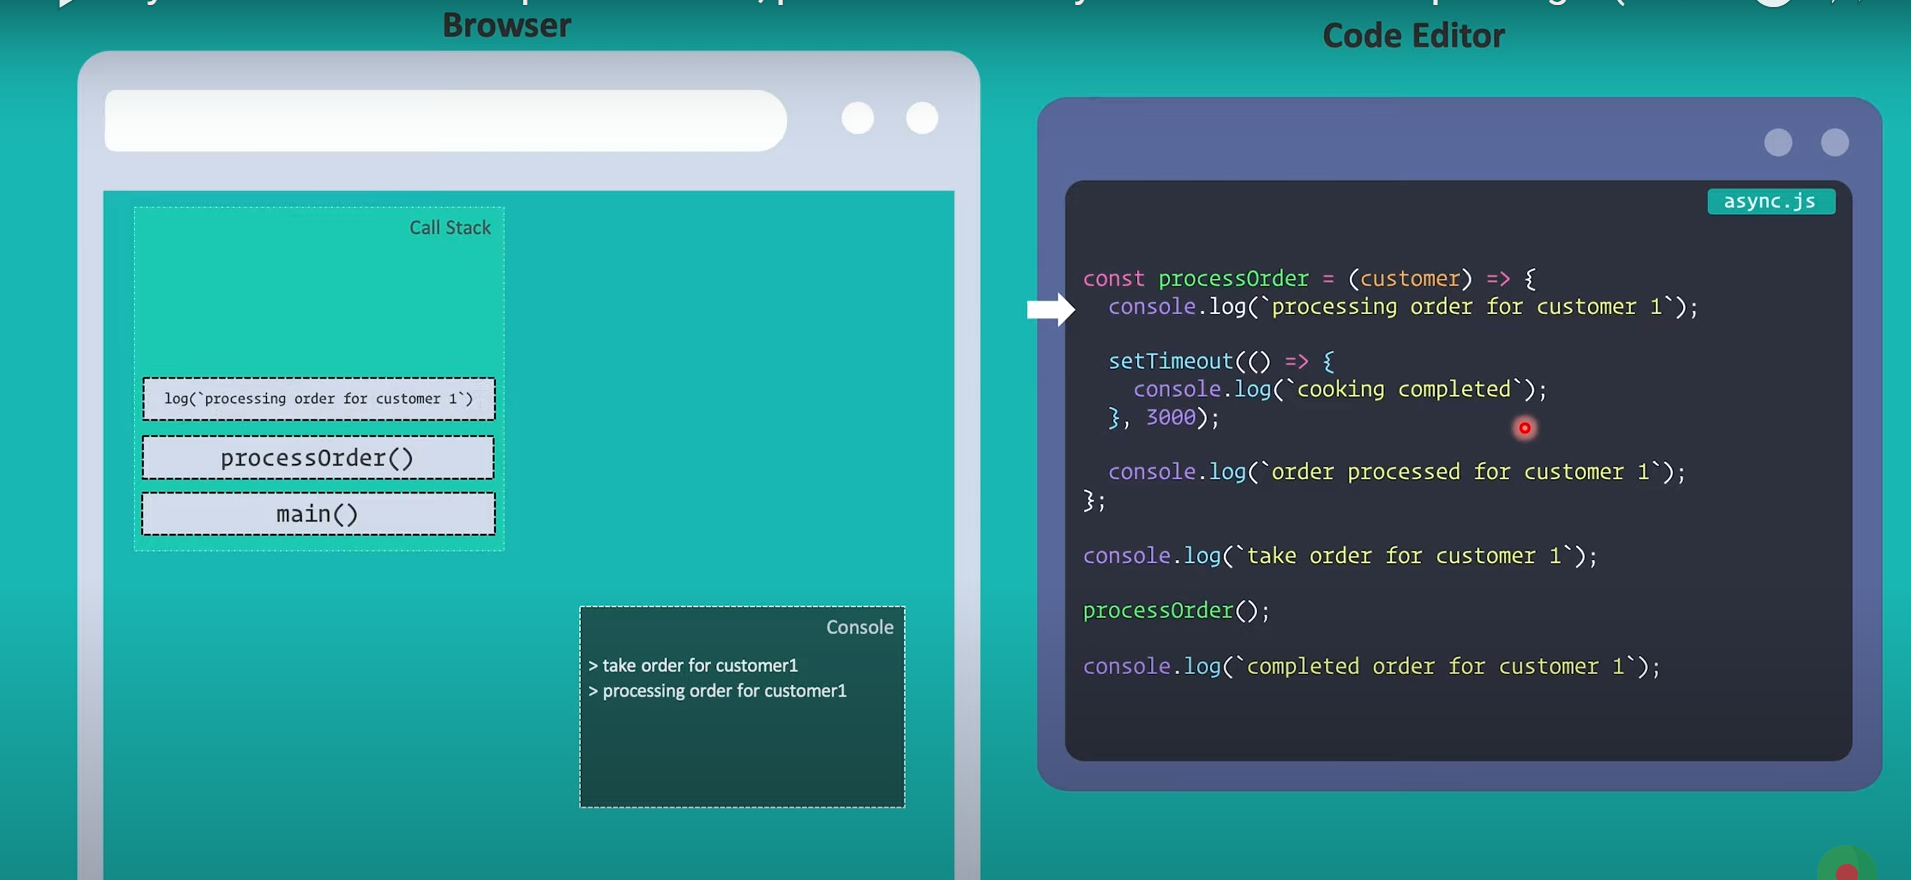 Browser
Code Editor
Call Stack
log(`processing order for customer 1`)
processOrder()
main()
Console
> take order for customer1
> processing order for customer1
async.js
const processOrder = (customer) => {
console.log(`processing order for customer 1`);
setTimeout(() => {
console.log(`cooking completed`);
}, 3000);
console.log(`order processed for customer 1`);
};
console.log(`take order for customer 1`);
processOrder();
console.log(`completed order for customer 1`);